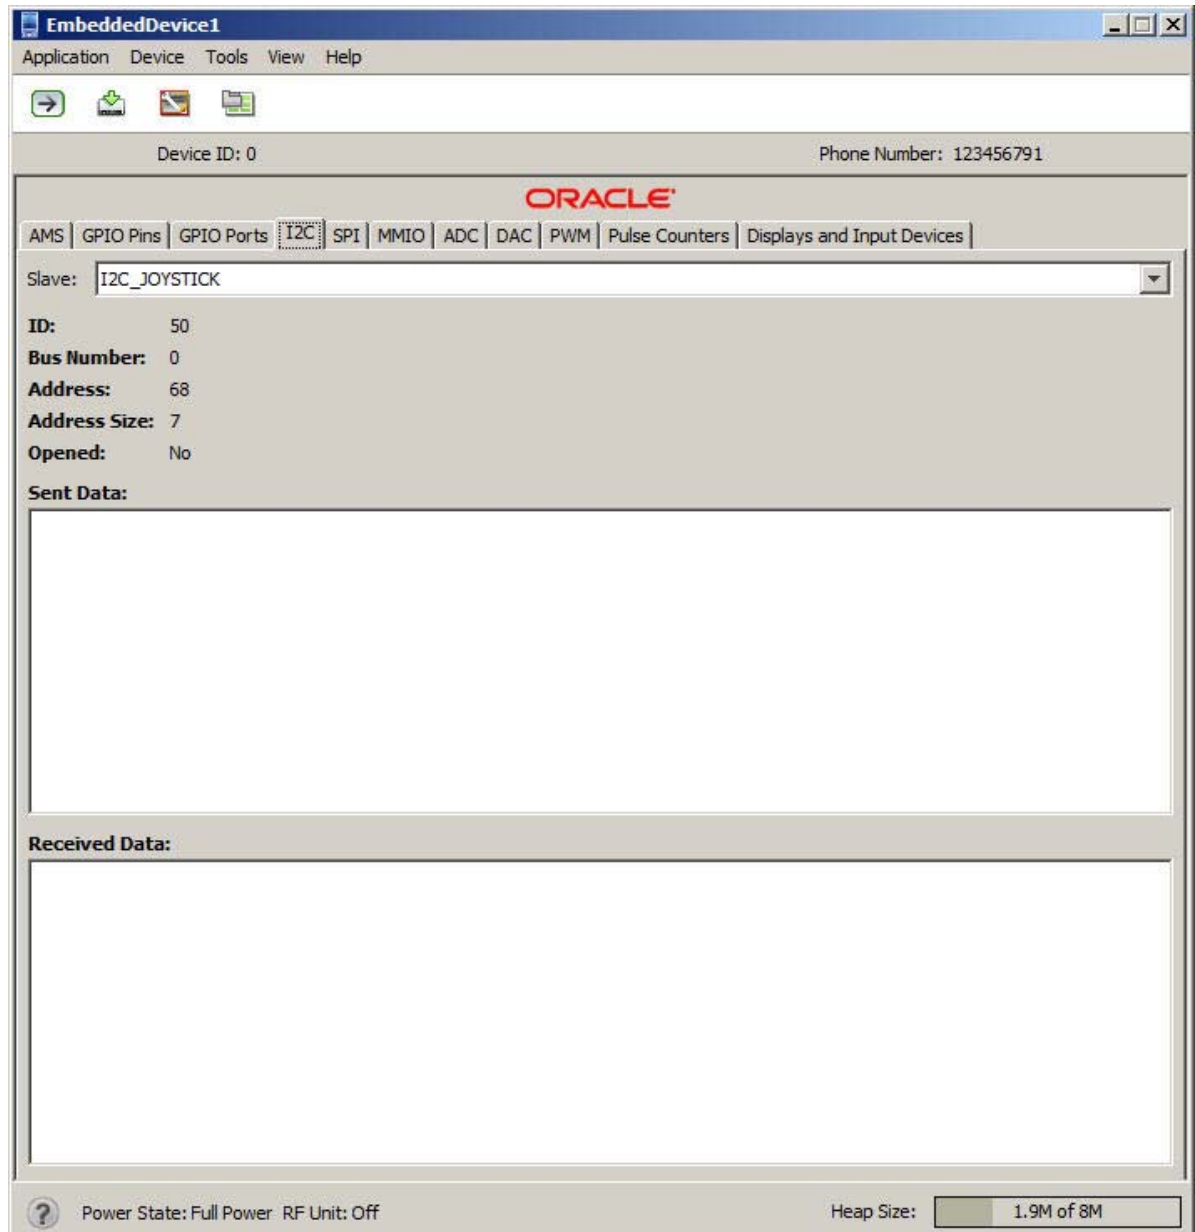 EmbeddedDevice1
Application Device Tools View Help
Device ID: 0 Phone Number: 123456791
ORACLE
AMS GPIO Pins GPIO Ports I2C SPI MMIO ADC DAC PWM Pulse Counters Displays and Input Devices
Slave: I2C_JOYSTICK
ID: 50
Bus Number: 0
Address: 68
Address Size: 7
Opened: No
Sent Data:
Received Data:
? Power State: Full Power RF Unit: Off Heap Size: 1.9M of 8M